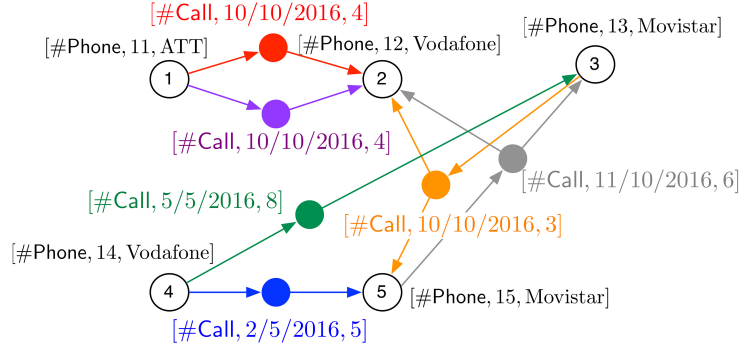 [#Call, 10/10/2016, 4]
[#Phone, 13, Movistar]
[#Phone, 11, ATT]
[#Phone, 12, Vodafone]
1
2
3
[#Call, 10/10/2016, 4]
[#Call, 11/10/2016, 6]
[#Call, 5/5/2016, 8]
[#Call, 10/10/2016, 3]
[#Phone, 14, Vodafone]
4
5
[#Phone, 15, Movistar]
[#Call, 2/5/2016, 5]